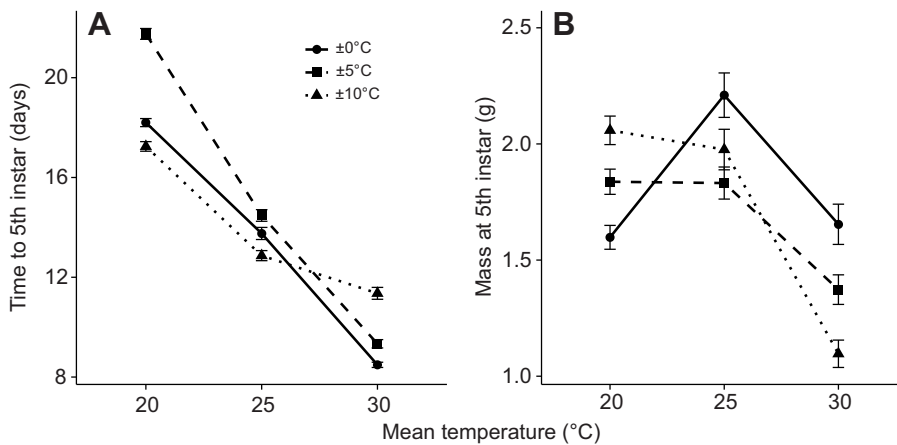 A
±0°C
±5°C
±10°C
Time to 5th instar (days)
20
16
12
8
20
25
30
B
Mass at 5th instar (g)
2.5
2.0
1.5
1.0
20
25
30
Mean temperature (°C)